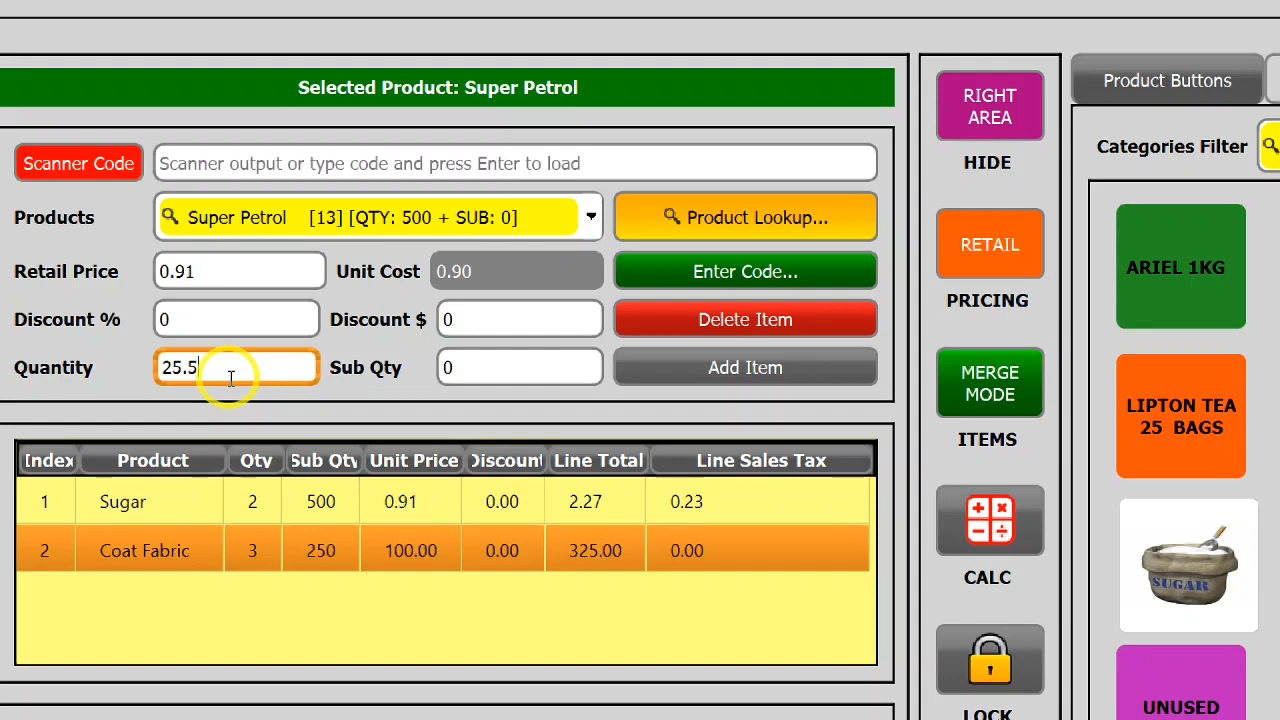 Selected Product: Super Petrol
Scanner Code Scanner output or type code and press Enter to load
Products Super Petrol [13] [QTY: 500 + SUB: 0] Product Lookup...
Retail Price 0.91 Unit Cost 0.90 Enter Code...
Discount % 0 Discount $ 0 Delete Item
Quantity 25.5 Sub Qty 0 Add Item
Index Product Qty Sub Qty Unit Price Discount Line Total Line Sales Tax
1 Sugar 2 500 0.91 0.00 2.27 0.23
2 Coat Fabric 3 250 100.00 0.00 325.00 0.00
RIGHT
AREA
HIDE
RETAIL
PRICING
MERGE
MODE
ITEMS
CALC
LOCK
Product Buttons
Categories Filter
ARIEL 1KG
LIPTON TEA
25 BAGS
SUGAR
UNUSED